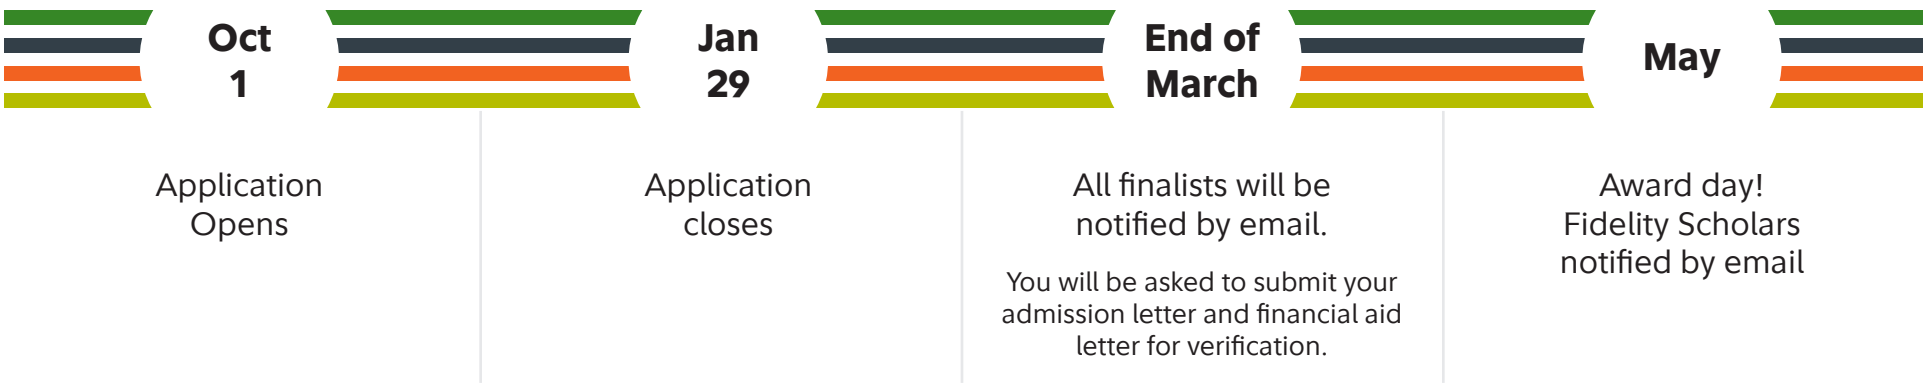 Oct
1
Application
Opens
Jan
29
Application
closes
End of
March
All finalists will be
notified by email.
You will be asked to submit your
admission letter and financial aid
letter for verification.
May
Award day!
Fidelity Scholars
notified by email